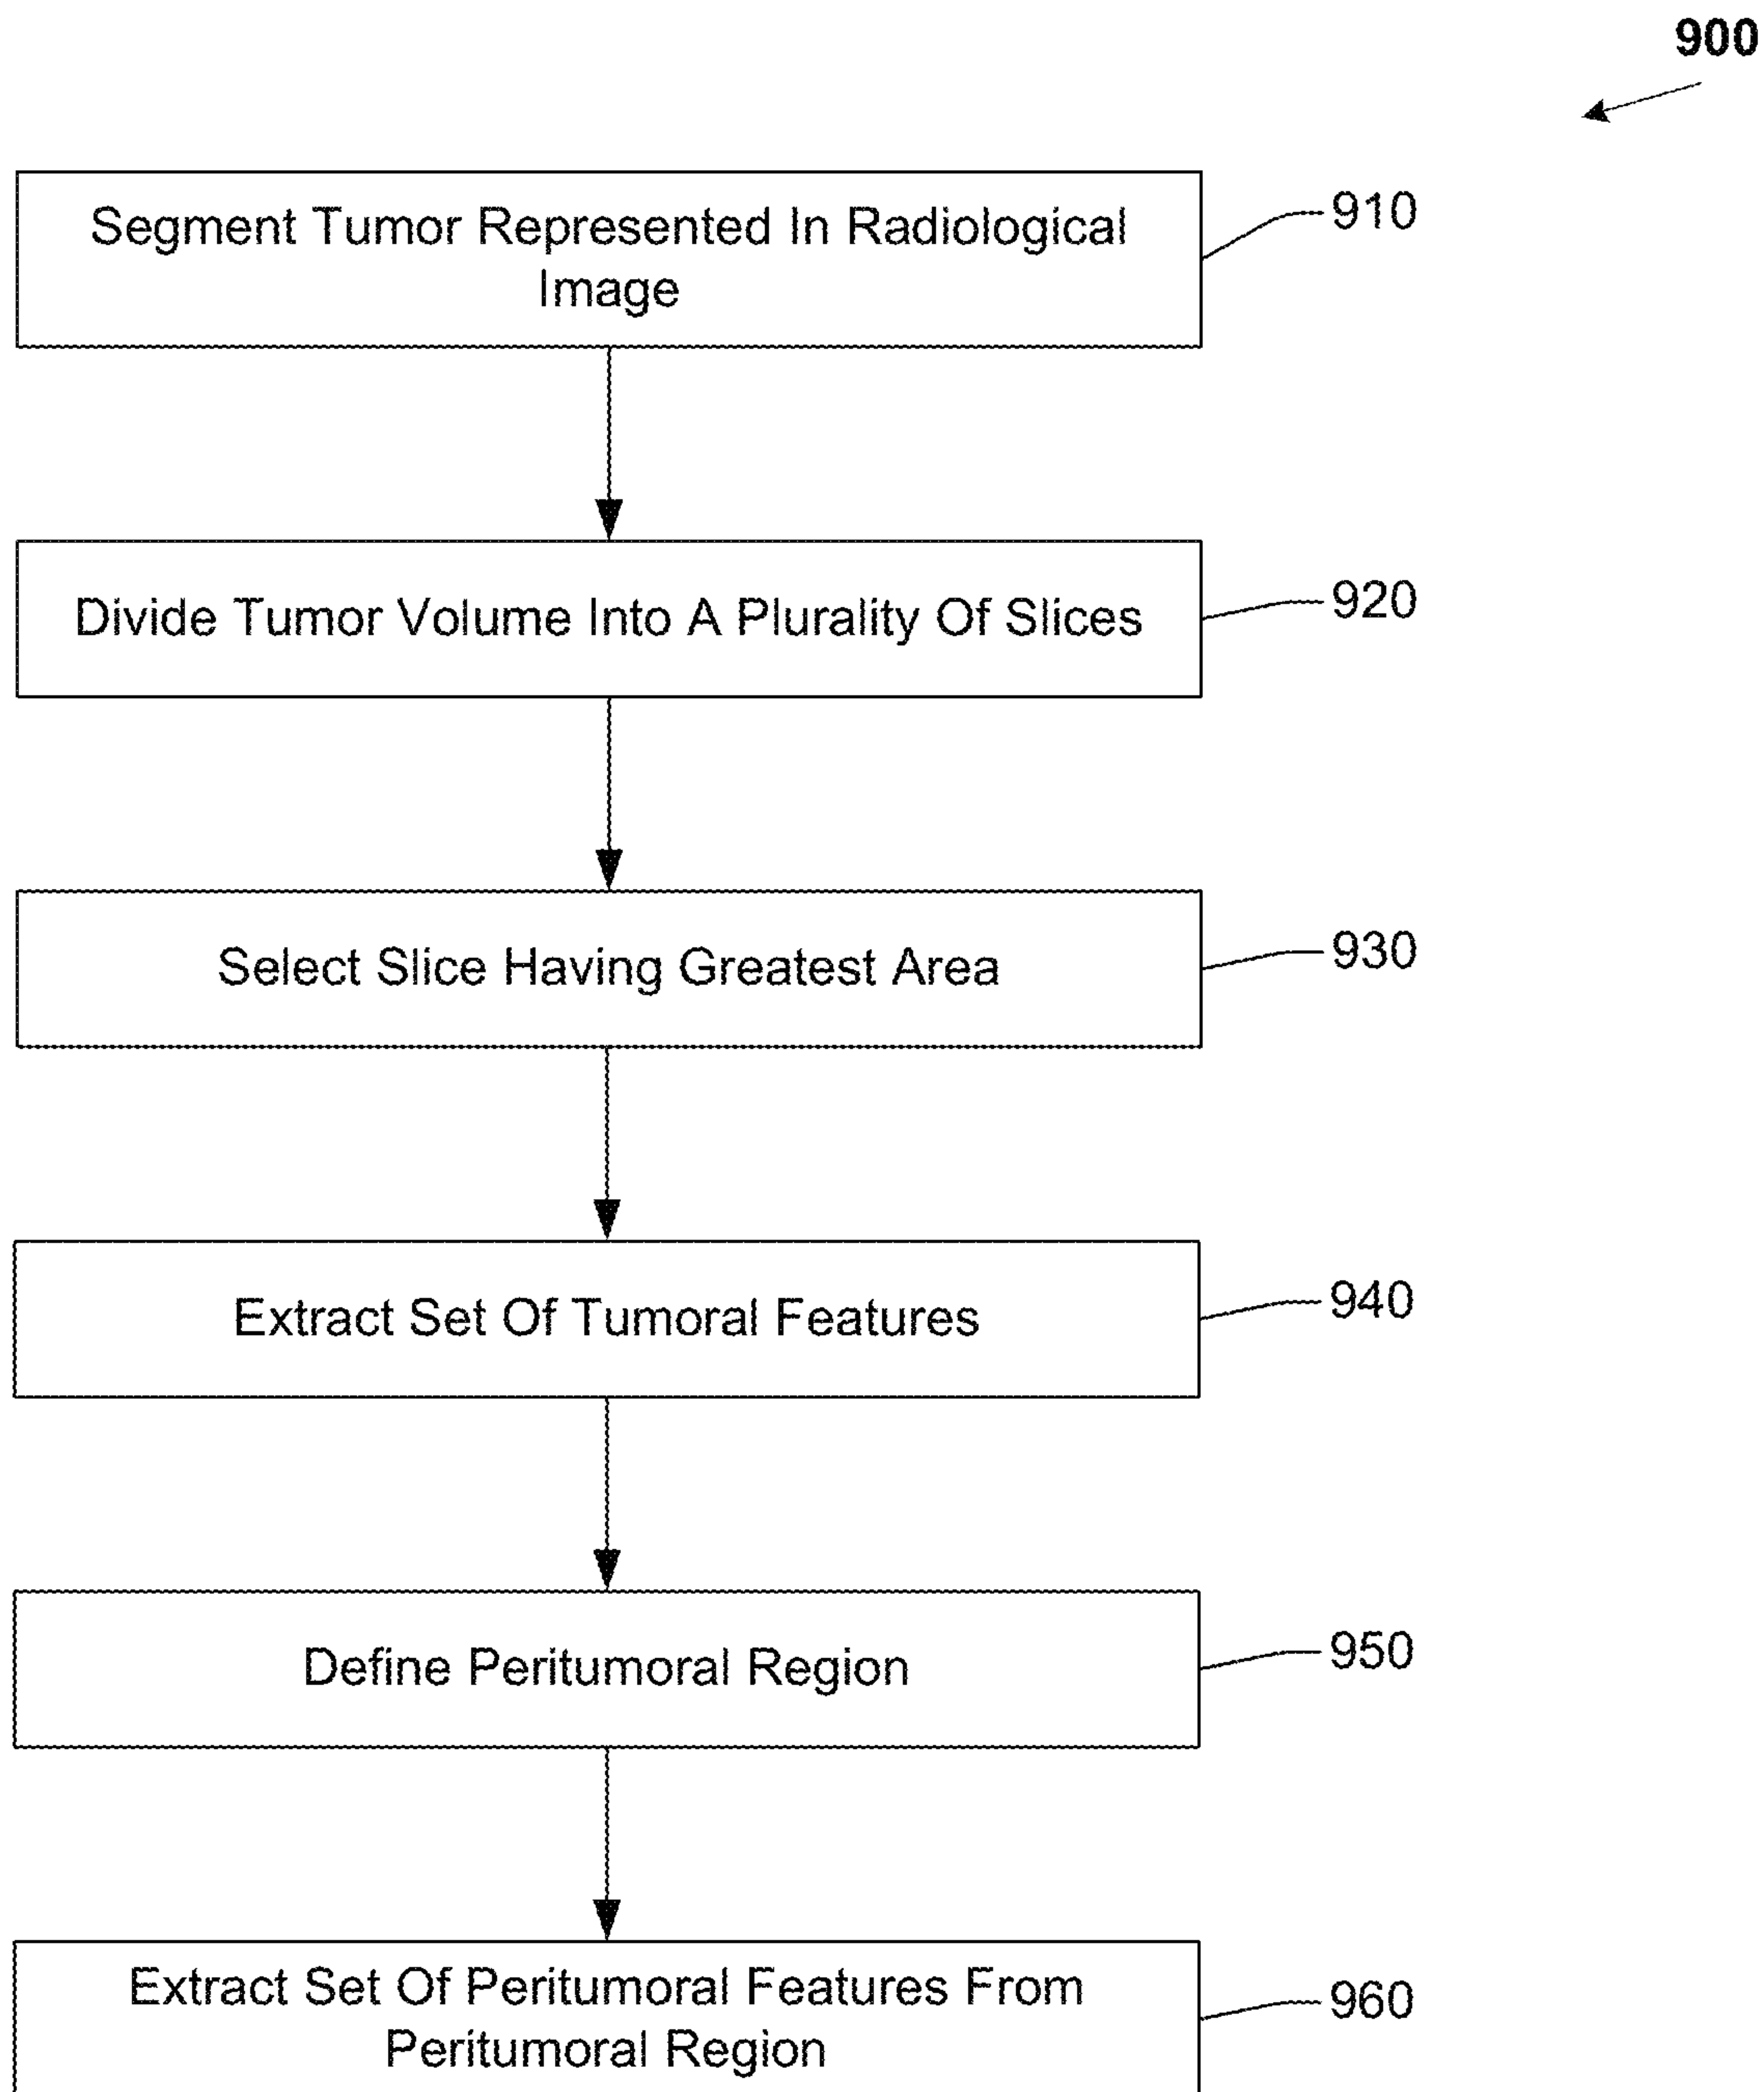 900
Segment Tumor Represented In Radiological
Image
910
Divide Tumor Volume Into A Plurality Of Slices
920
Select Slice Having Greatest Area
930
Extract Set Of Tumoral Features
940
Define Peritumoral Region
950
Extract Set Of Peritumoral Features From
Peritumoral Region
960